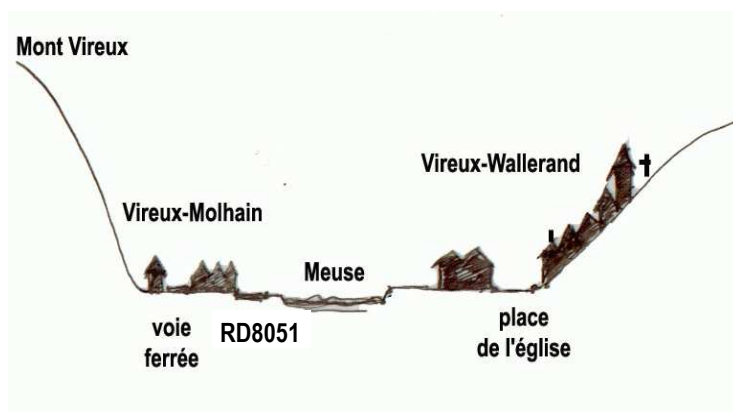 Mont Vireux
Vireux-Wallerand
Vireux-Molhain
Meuse
voie
ferrée
RD8051
place
de l'église